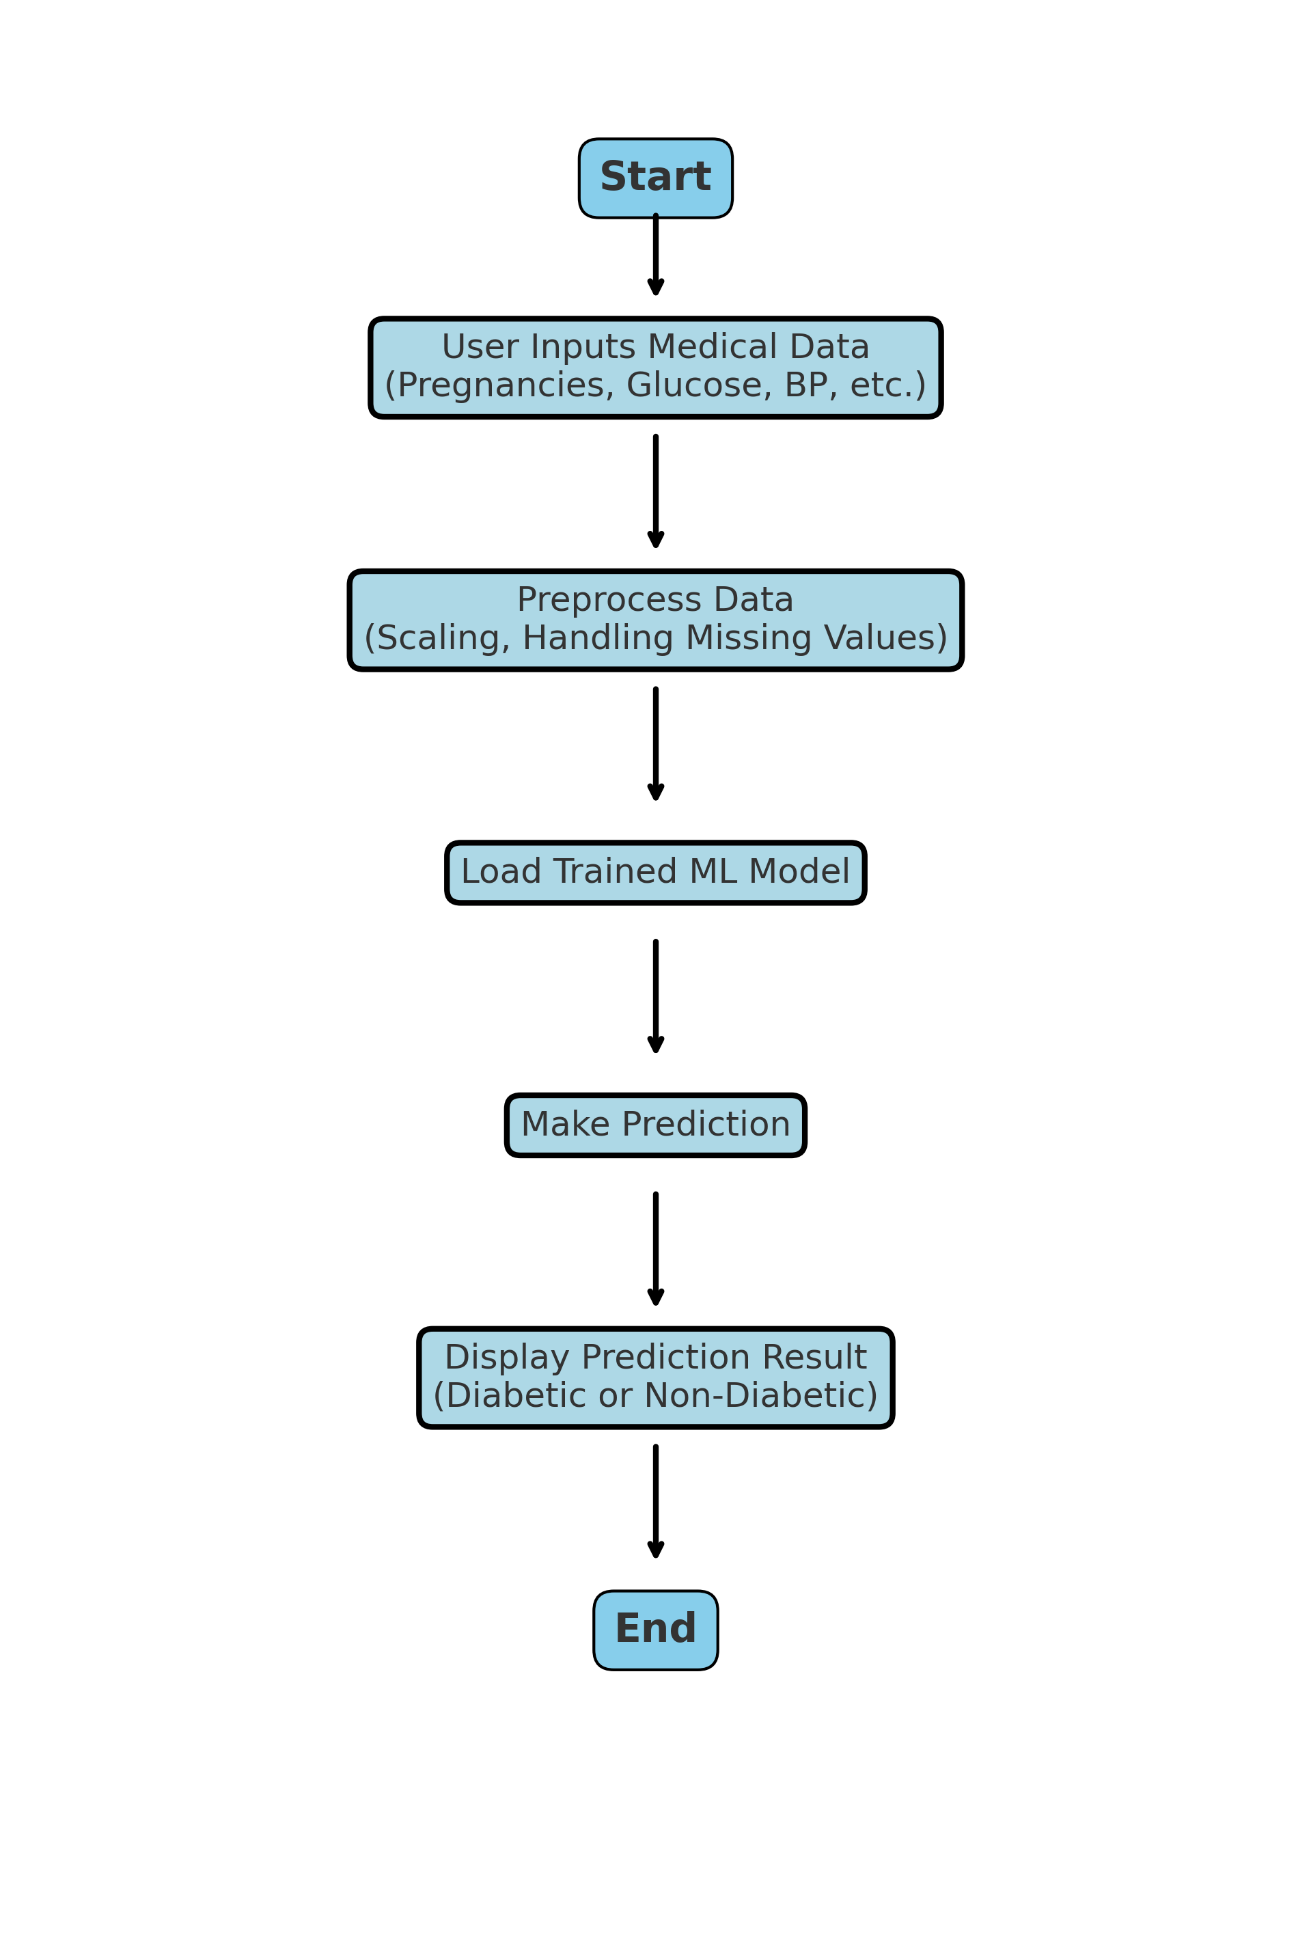 Start
User Inputs Medical Data
(Pregnancies, Glucose, BP, etc.)
Preprocess Data
(Scaling, Handling Missing Values)
Load Trained ML Model
Make Prediction
Display Prediction Result
(Diabetic or Non-Diabetic)
End